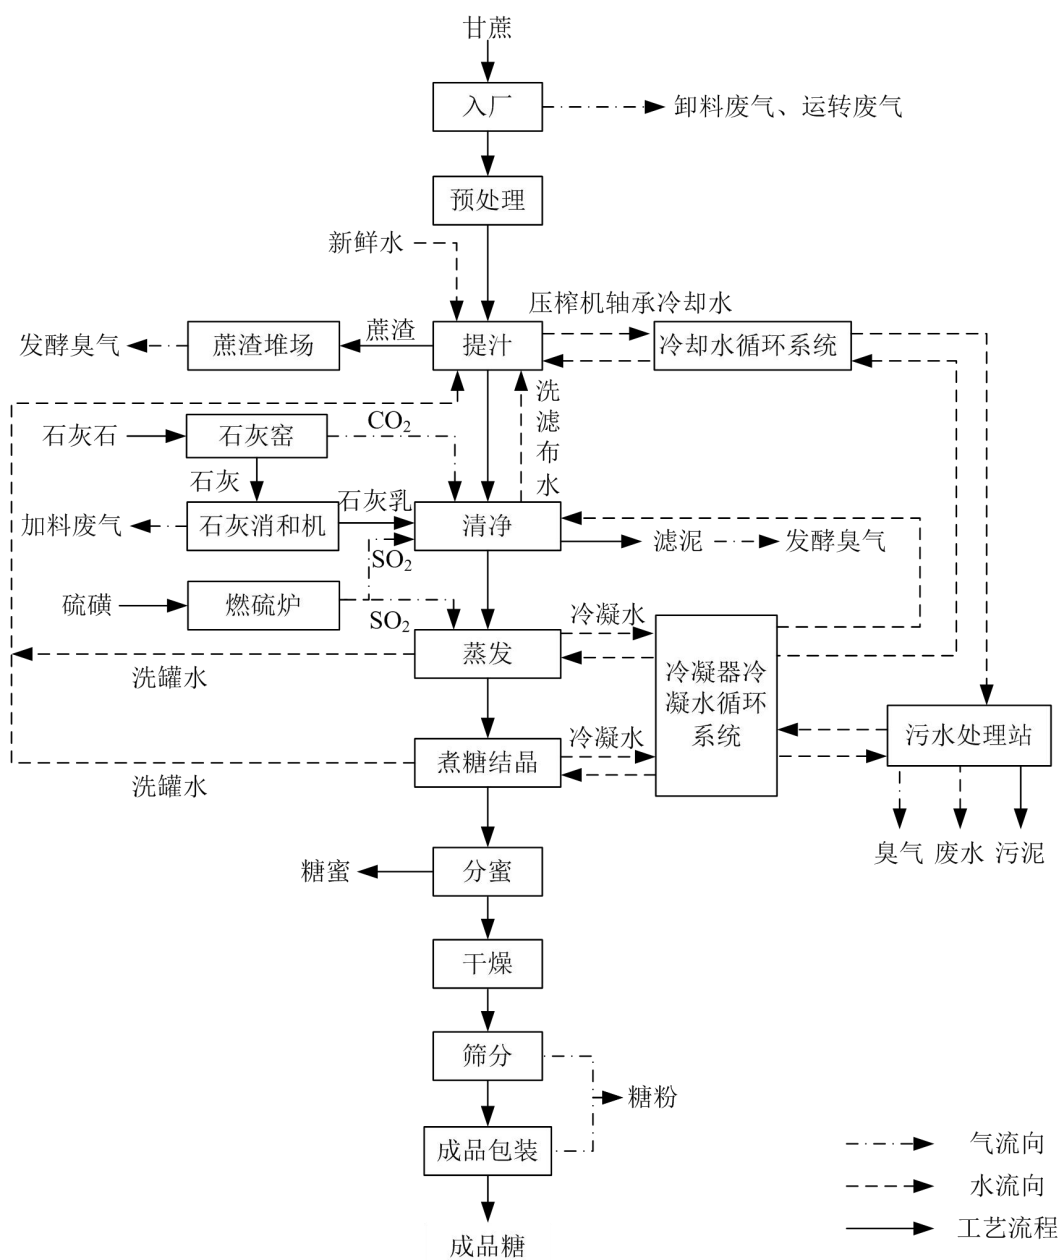 甘蔗
入厂
卸料废气、运转废气
预处理
新鲜水
压榨机轴承冷却水
发酵臭气
蔗渣堆场
蔗渣
提汁
冷却水循环系统
洗滤布水
石灰石
石灰窑
CO₂
石灰
石灰乳
加料废气
石灰消和机
清净
滤泥
发酵臭气
SO₂
硫磺
燃硫炉
SO₂
冷凝水
蒸发
洗罐水
冷凝器冷
凝水循环
系统
污水处理站
冷凝水
煮糖结晶
洗罐水
臭气
废水
污泥
糖蜜
分蜜
干燥
筛分
糖粉
成品包装
气流向
水流向
工艺流程
成品糖